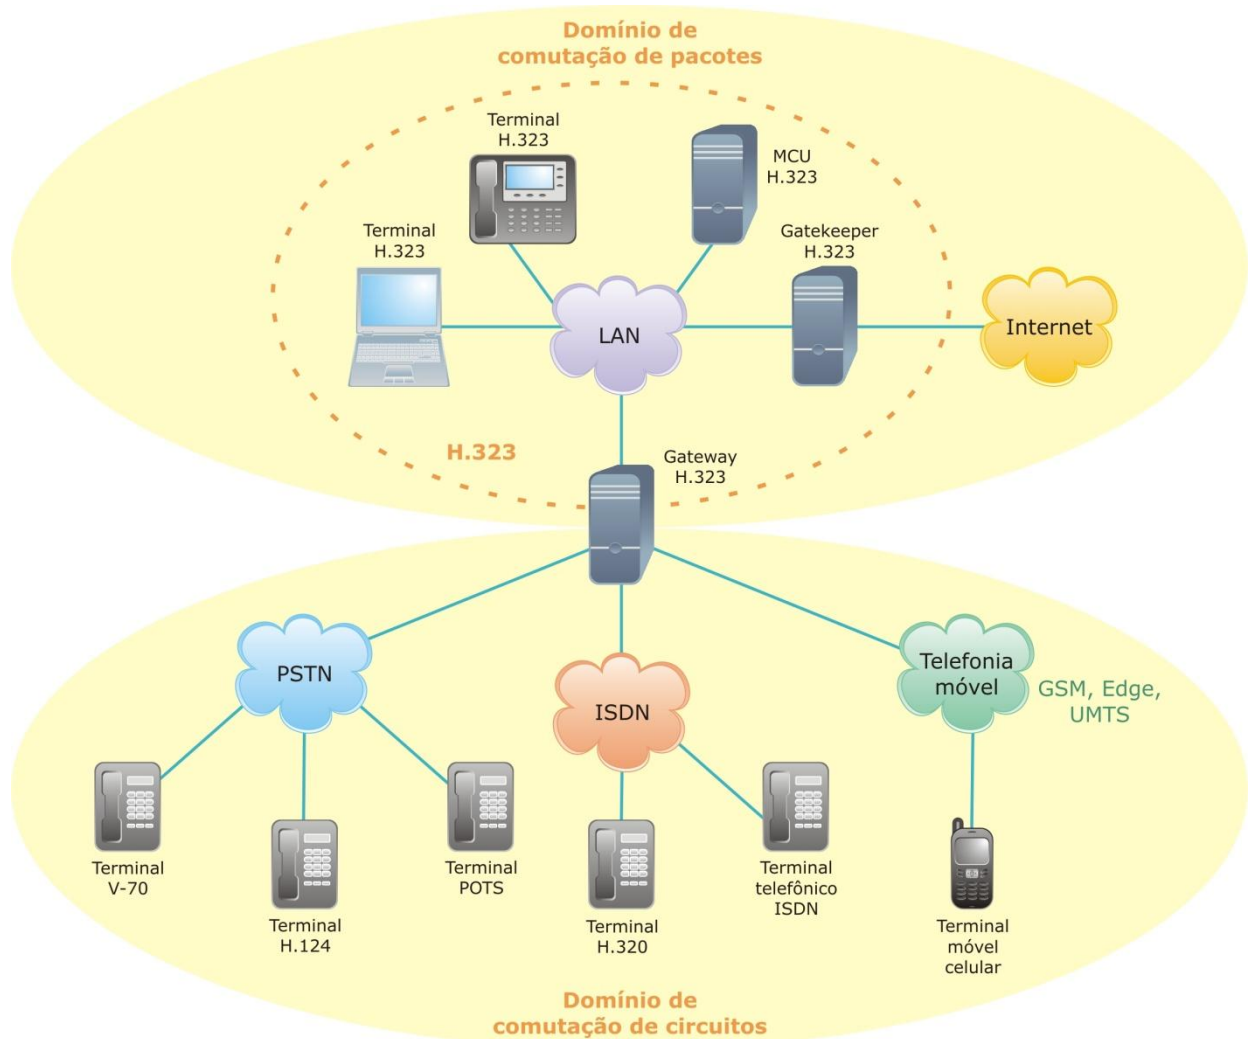 Domínio de
comutação de pacotes
Terminal
H.323
MCU
H.323
Terminal
H.323
Gatekeeper
H.323
LAN
Internet
H.323
Gateway
H.323
PSTN
ISDN
Telefonia
móvel
GSM, Edge,
UMTS
Terminal
V-70
Terminal
H.124
Terminal
POTS
Terminal
H.320
Terminal
telefônico
ISDN
Terminal
móvel
celular
Domínio de
comutação de circuitos